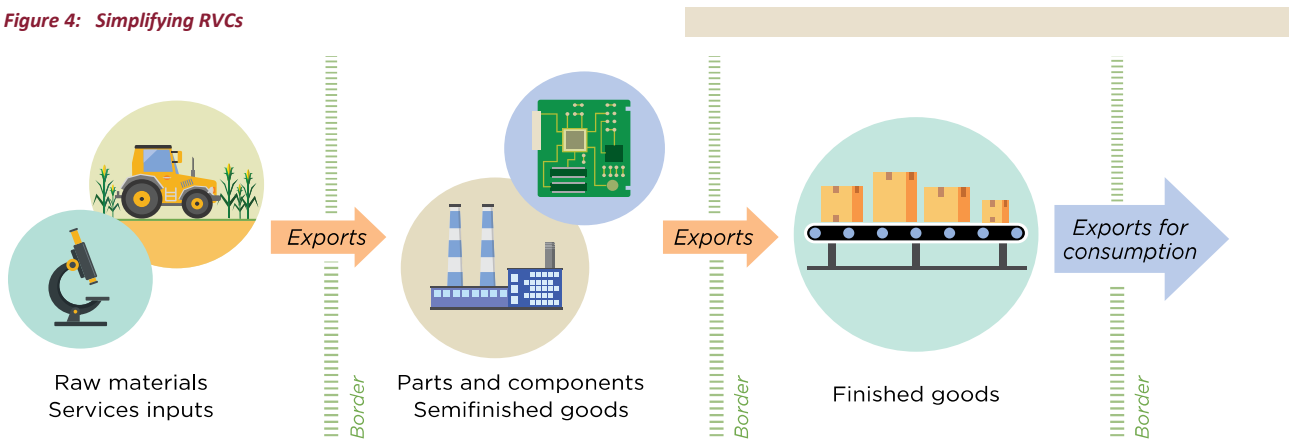 Figure 4: Simplifying RVCs
Exports
Exports
Exports for
consumption
Raw materials
Services inputs
Border
Parts and components
Semifinished goods
Border
Finished goods
Border